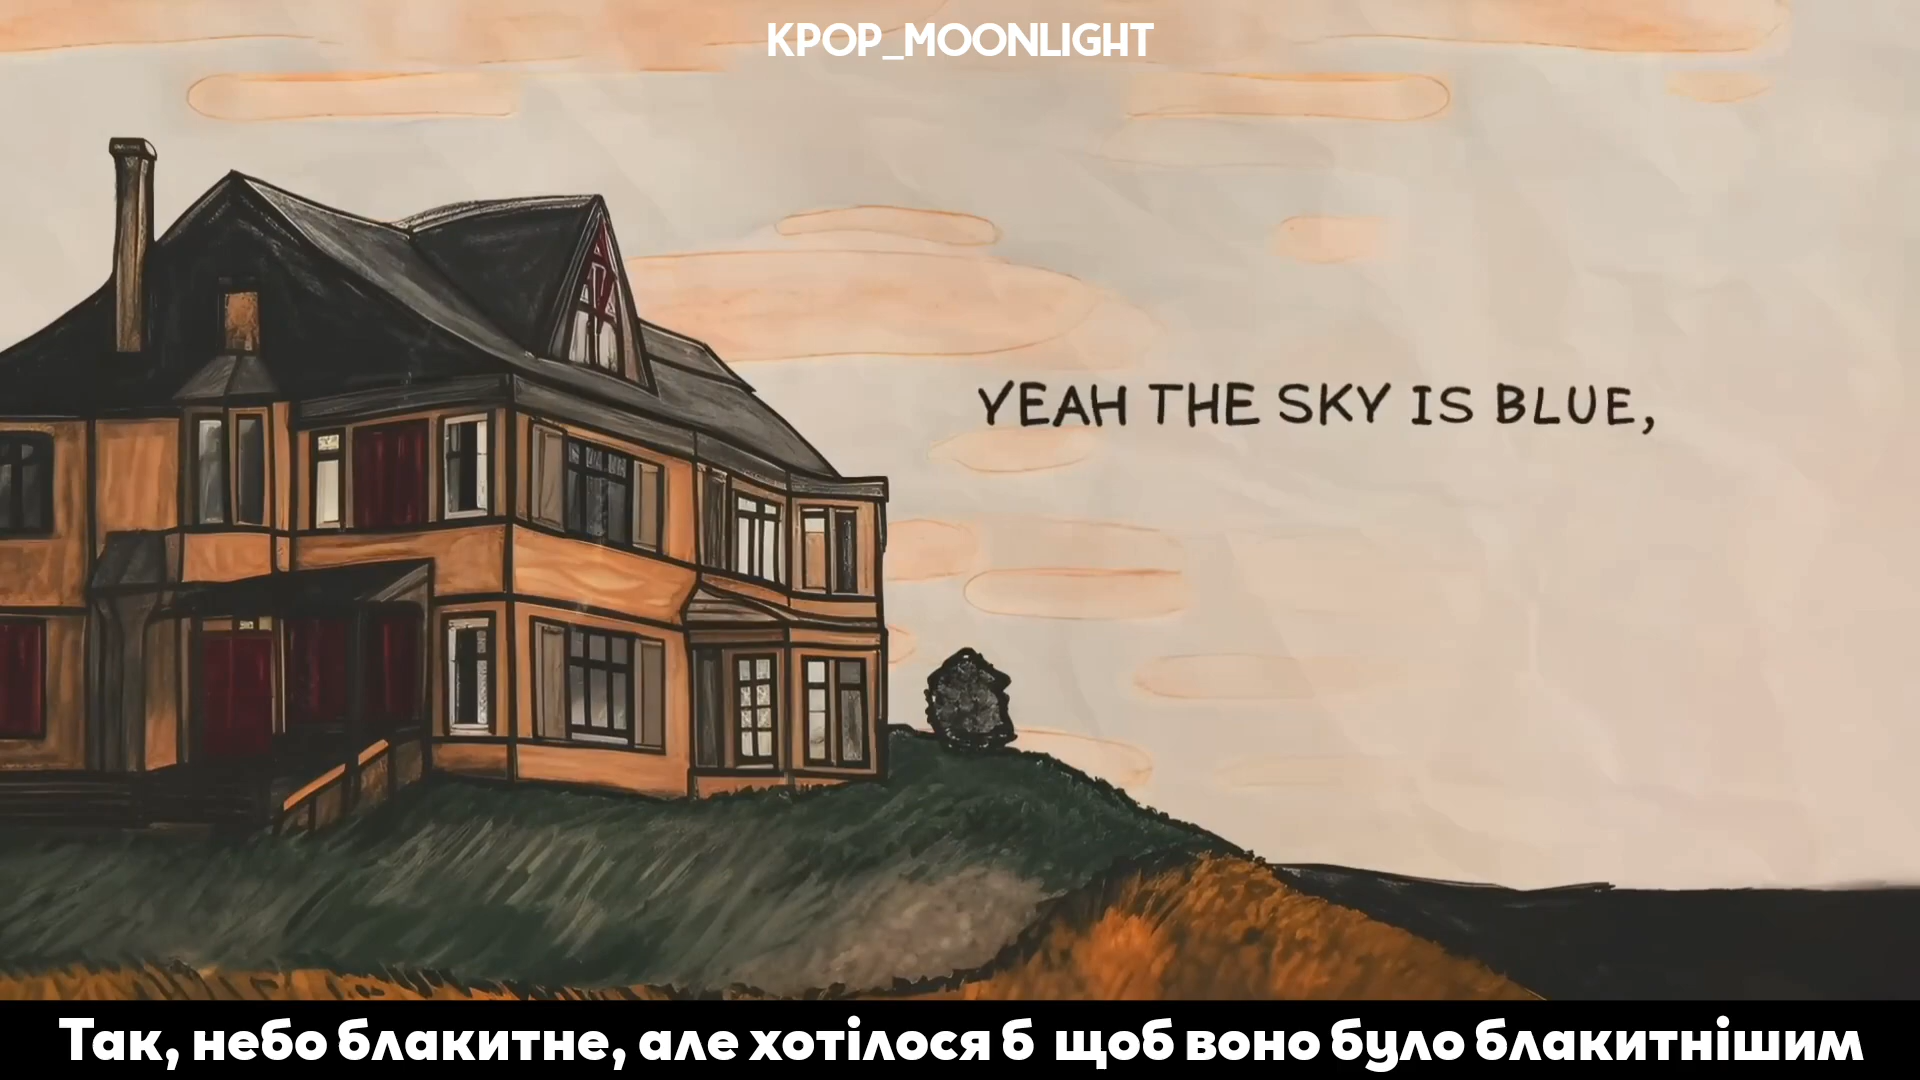 KPOP_MOONLIGHT
YEAH THE SKY IS BLUE,
Так, небо блакитне, але хотілося б щоб воно було блакитнішим